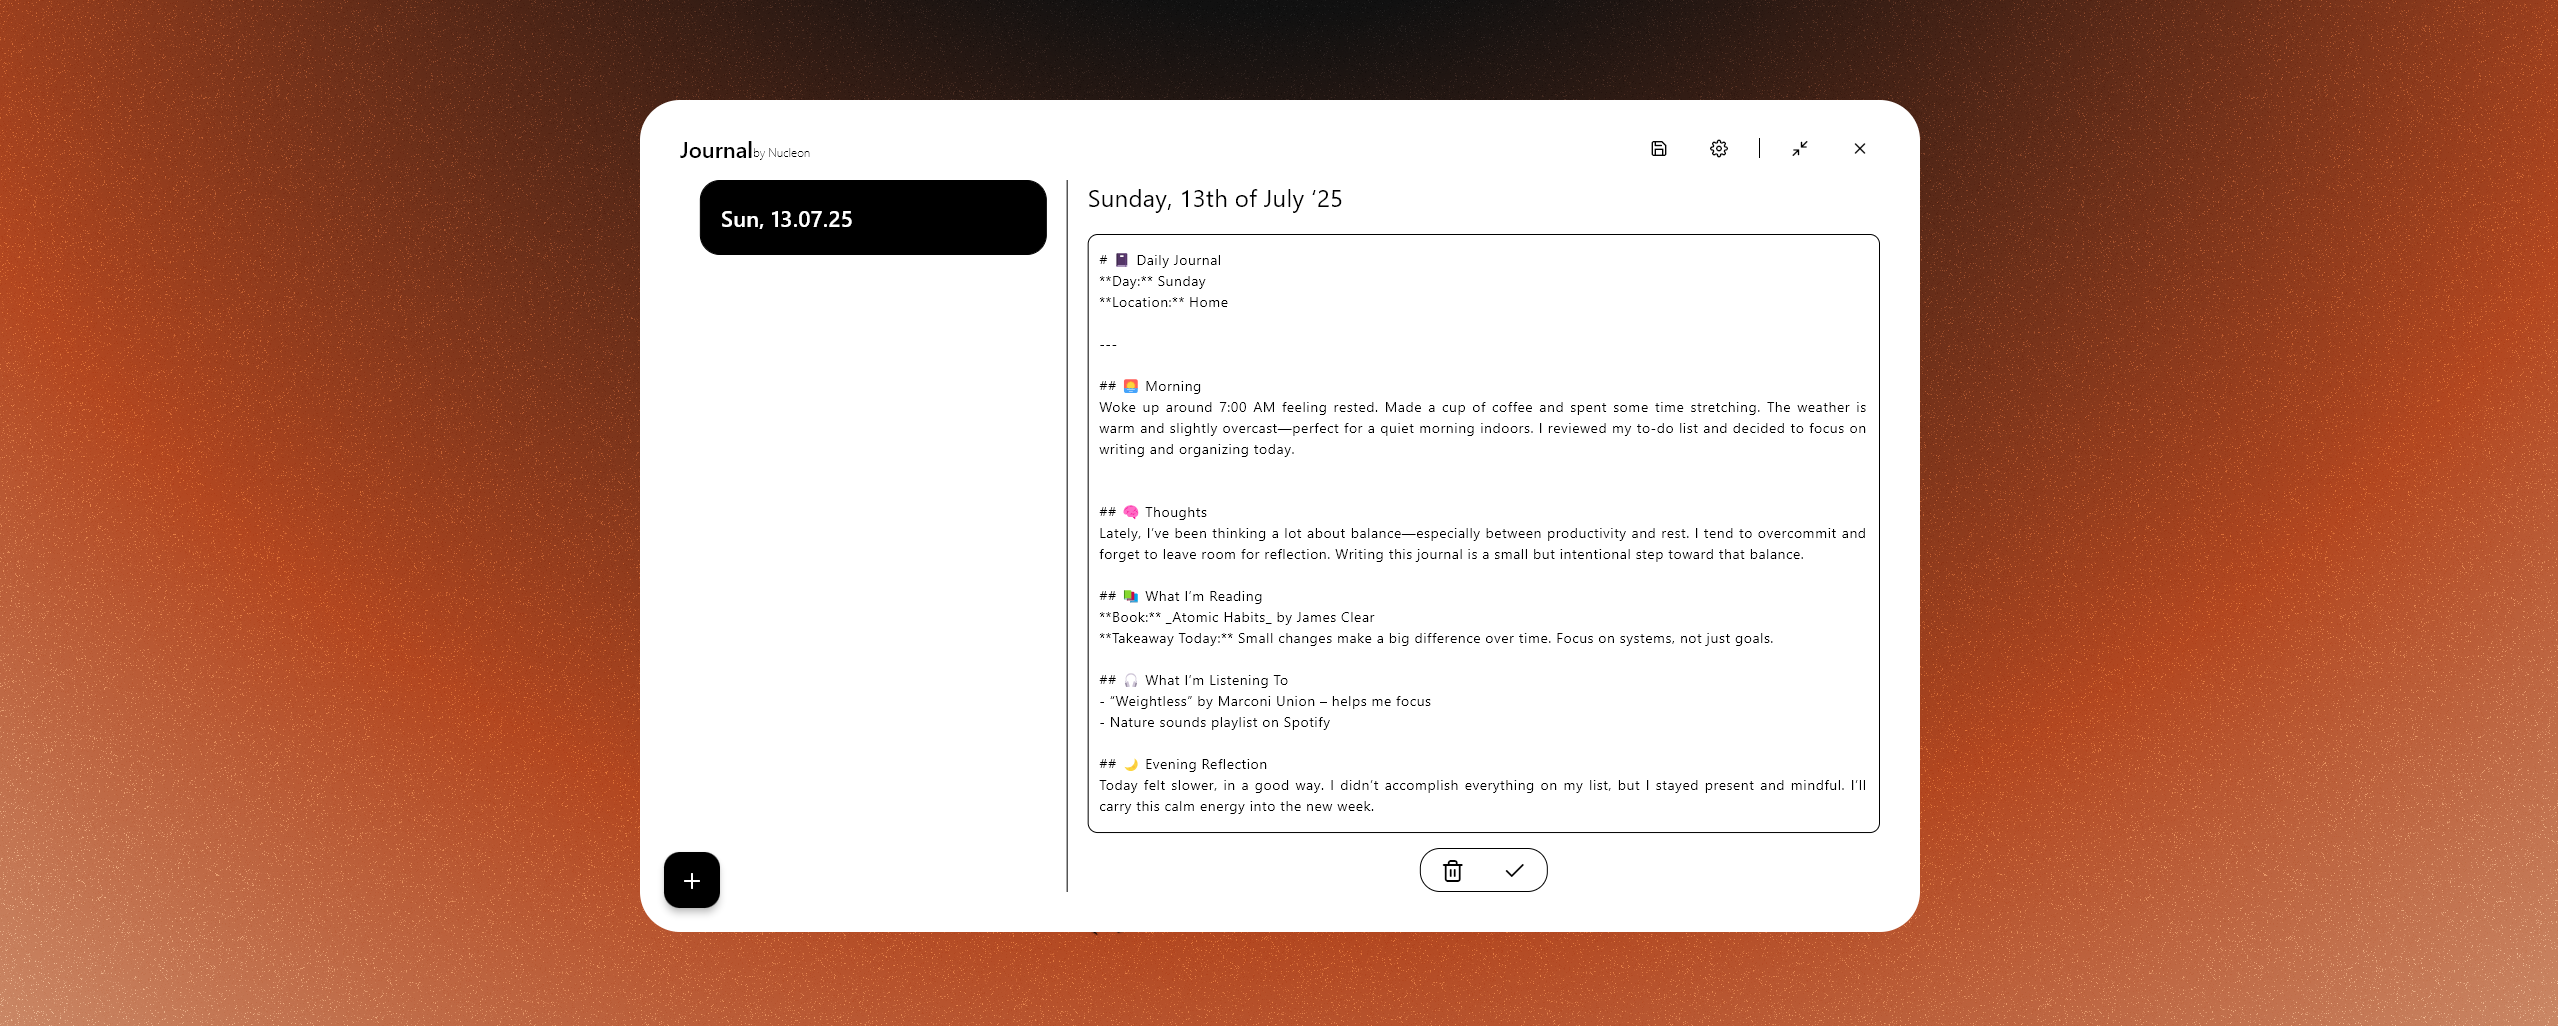 Journal by Nucleon
Sun, 13.07.25
Sunday, 13th of July ‘25
# 📓 Daily Journal
**Day:** Sunday
**Location:** Home
---
## 🌅 Morning
Woke up around 7:00 AM feeling rested. Made a cup of coffee and spent some time stretching. The weather is
warm and slightly overcast—perfect for a quiet morning indoors. I reviewed my to-do list and decided to focus on
writing and organizing today.
## 🧠 Thoughts
Lately, I’ve been thinking a lot about balance—especially between productivity and rest. I tend to overcommit and
forget to leave room for reflection. Writing this journal is a small but intentional step toward that balance.
## 📚 What I’m Reading
**Book:** _Atomic Habits_ by James Clear
**Takeaway Today:** Small changes make a big difference over time. Focus on systems, not just goals.
## 🎧 What I’m Listening To
- “Weightless” by Marconi Union – helps me focus
- Nature sounds playlist on Spotify
## 🌙 Evening Reflection
Today felt slower, in a good way. I didn’t accomplish everything on my list, but I stayed present and mindful. I’ll
carry this calm energy into the new week.